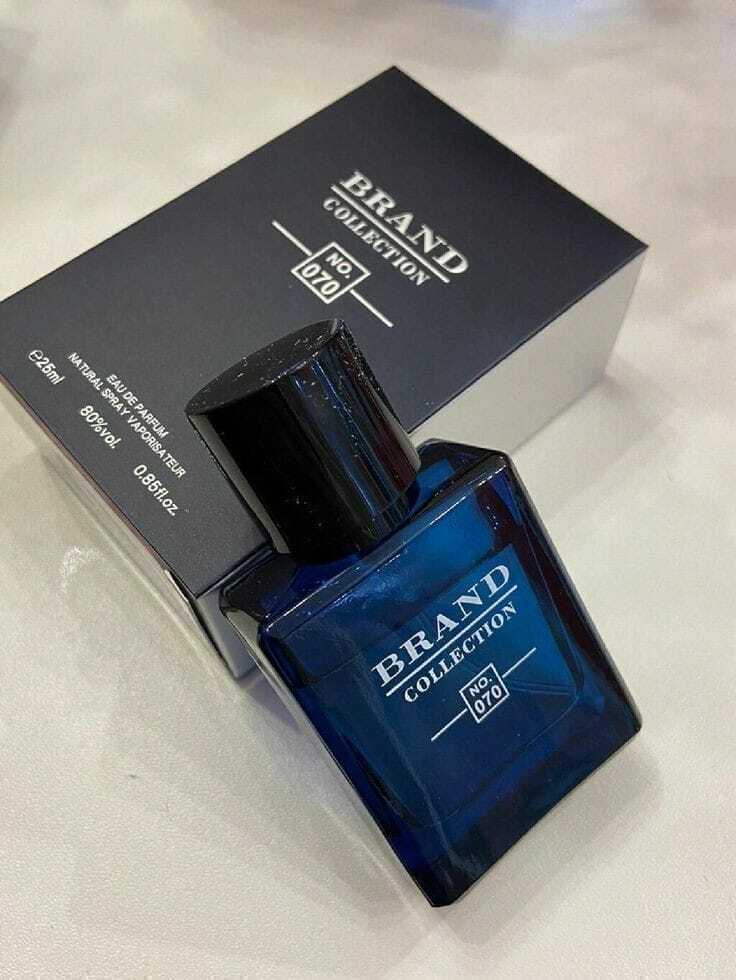 BRAND
COLLECTION
NO.
070
EAU DE PARFUM
NATURAL SPRAY VAPORISATEUR
℮25ml 80%vol. 0.85fl.oz.
BRAND
COLLECTION
NO.
070